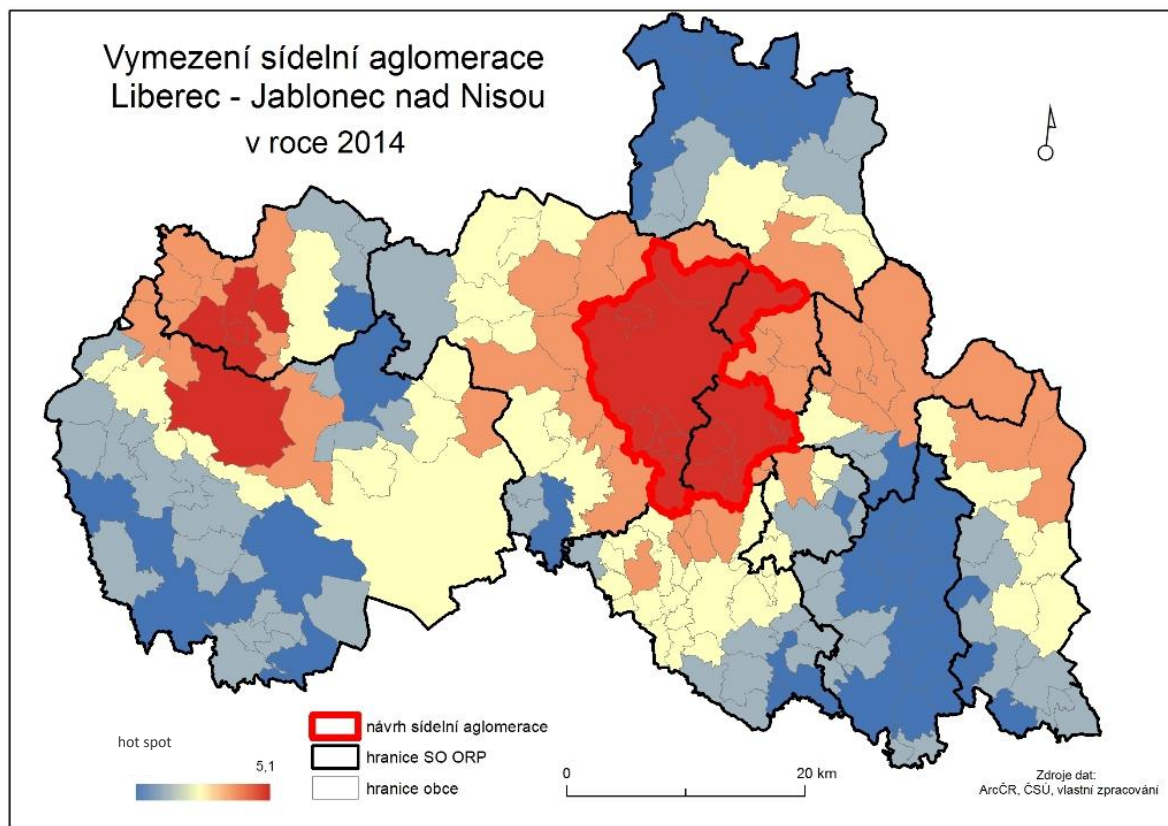 Vymezení sídelní aglomerace
Liberec - Jablonec nad Nisou
v roce 2014
hot spot
5,1
návrh sídelní aglomerace
hranice SO ORP
hranice obce
0
20 km
Zdroje dat:
ArcČR, ČSÚ, vlastní zpracování